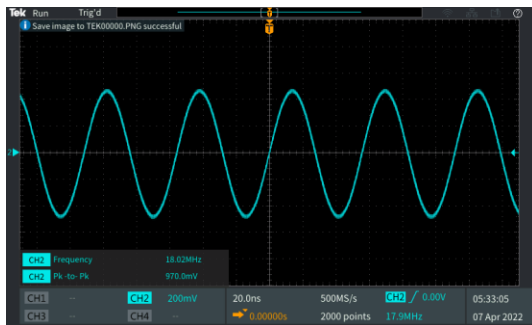 Tek Run Trig'd
Save image to TEK00000.PNG successful
T
2
CH2 Frequency 18.02MHz
CH2 Pk-to-Pk 970.0mV
CH1 -- CH2 200mV 20.0ns 500MS/s CH2 0.00V 05:33:05
CH3 -- CH4 -- 0.00000s 2000 points 17.9MHz 07 Apr 2022